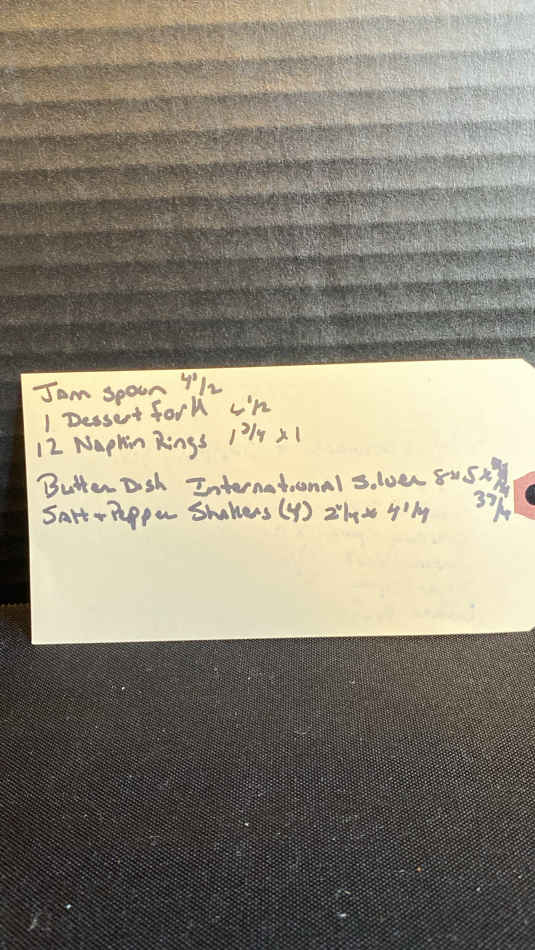 Jam spoon 4 1/2
1 Dessert fork 6 1/2
12 Napkin Rings 1 3/4 x 1
Butter Dish International Silver 8 x 5 x
3 3/4
Salt + Pepper Shakers (4) 2 1/4 x 4 1/4